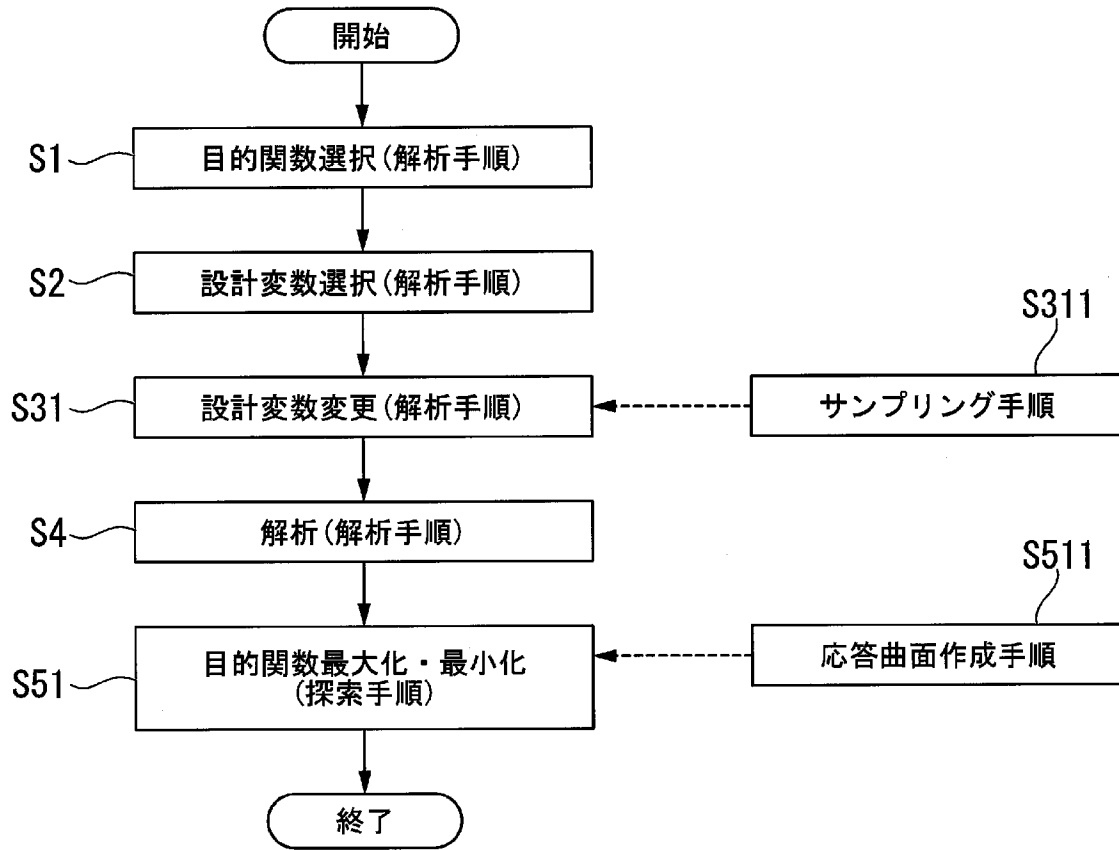 開始
S1
目的関数選択(解析手順)
S2
設計変数選択(解析手順)
S311
S31
設計変数変更(解析手順)
サンプリング手順
S4
解析(解析手順)
S511
S51
目的関数最大化・最小化
(探索手順)
応答曲面作成手順
終了